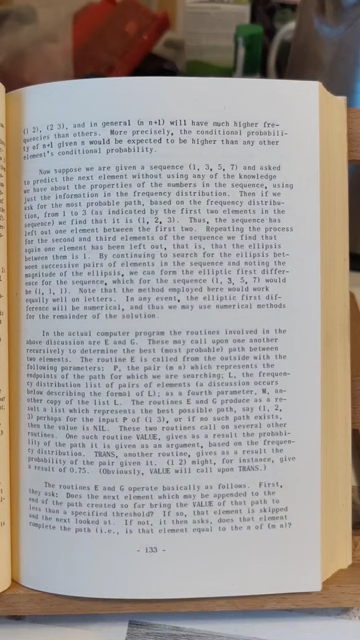 (1 2), (2 3), and in general (n n+1) will have much higher fre-
quencies than others. More precisely, the conditional probabili-
ty of n+1 given n would be expected to be higher than any other
element's conditional probability.
Now suppose we are given a sequence (1, 3, 5, 7) and asked
to predict the next element without using any of the knowledge
we have about the properties of the numbers in the sequence, using
just the information in the frequency distribution. Then if we
ask for the most probable path, based on the frequency distribu-
tion, from 1 to 3 (as indicated by the first two elements in the
sequence) we find that it is (1, 2, 3). Thus, the sequence has
left out one element between the first two. Repeating the process
for the second and third elements of the sequence we find that
again one element has been left out, that is, that the ellipsis
between them is 1. By continuing to search for the ellipsis bet-
ween successive pairs of elements in the sequence and noting the
magnitude of the ellipsis, we can form the elliptic first differ-
ence for the sequence, which for the sequence (1, 3, 5, 7) would
be (1, 1, 1). Note that the method employed here would work
equally well on letters. In any event, the elliptic first dif-
ference will be numerical, and thus we may use numerical methods
for the remainder of the solution.
In the actual computer program the routines involved in the
above discussion are E and G. These may call upon one another
recursively to determine the best (most probable) path between
two elements. The routine E is called from the outside with the
following parameters: P, the pair (m n) which represents the
endpoints of the path for which we are searching; L, the frequen-
cy distribution list of pairs of elements (a discussion occurs
below describing the formal of L); as a fourth parameter, M, an-
other copy of the list L. The routines E and G produce as a re-
sult a list which represents the best possible path, say (1, 2,
3) perhaps for the input P of (1 3), or if no such path exists,
then the value is NIL. These two routines call on several other
routines. One such routine, VALUE, gives as a result the probabi-
lity of the path it is given as an argument, based on the frequen-
cy distribution. TRANS, another routine, gives as a result the
probability of the pair given it. (1 2) might, for instance, give
a result of 0.75. (Obviously, VALUE will call upon TRANS.)
The routines E and G operate basically as follows. First,
they ask: Does the next element which may be appended to the
end of the path created so far bring the VALUE of that path to
less than a specified threshold? If so, that element is skipped
and the next looked at. If not, it then asks, does that element
complete the path (i.e., is that element equal to the n of (m n)?
- 133 -